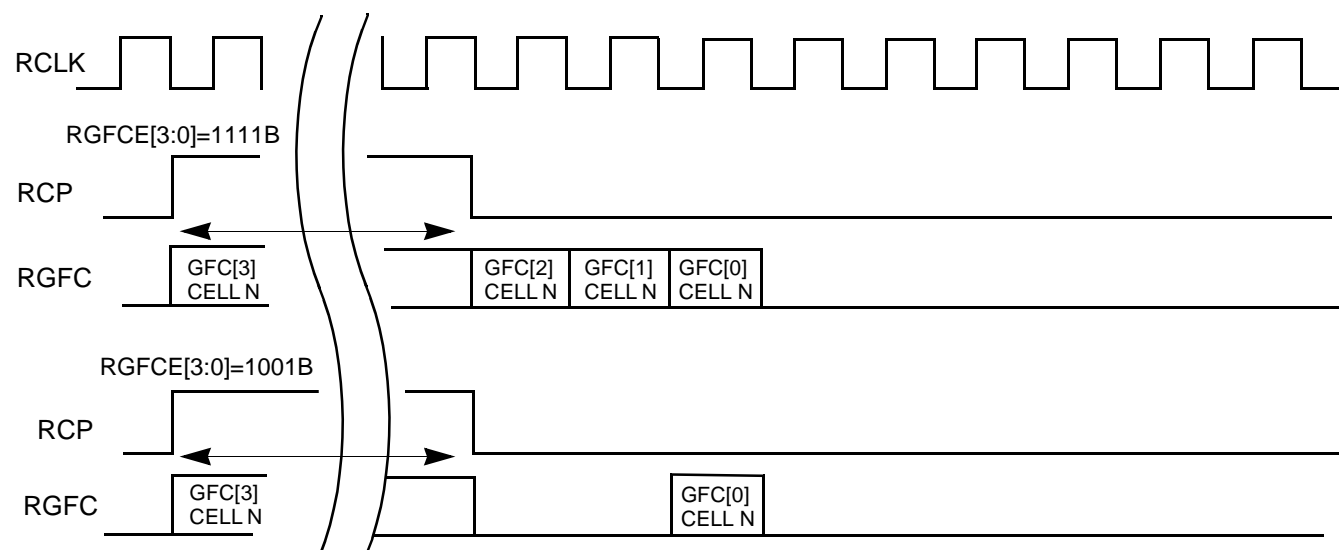 RCLK
RGFCE[3:0]=1111B
RCP
RGFC
GFC[3]
CELL N
GFC[2]
CELL N
GFC[1]
CELL N
GFC[0]
CELL N
RGFCE[3:0]=1001B
RCP
RGFC
GFC[3]
CELL N
GFC[0]
CELL N